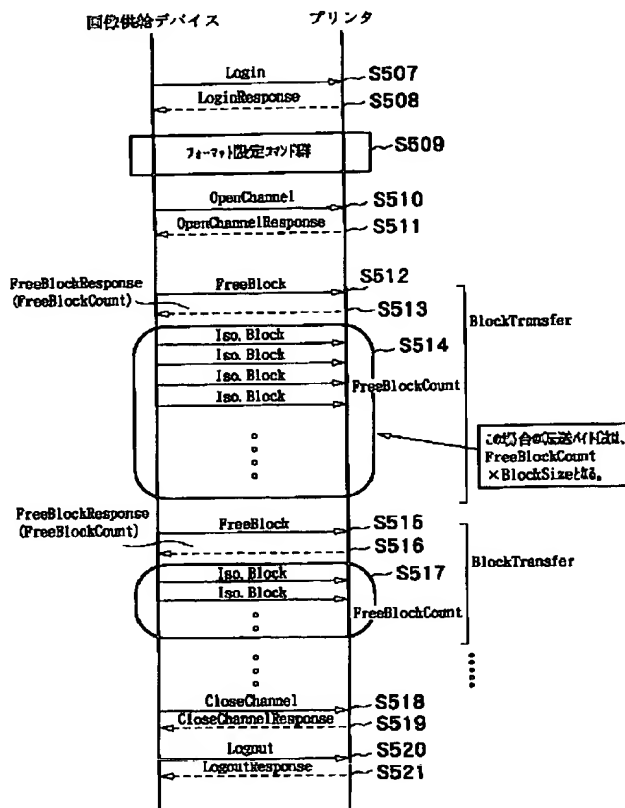 画像供給デバイス
プリンタ
Login
S507
LoginResponse
S508
フォーマット設定コマンド群
S509
OpenChannel
S510
OpenChannelResponse
S511
FreeBlockResponse
(FreeBlockCount)
FreeBlock
S512
S513
BlockTransfer
Iso. Block
S514
Iso. Block
Iso. Block
FreeBlockCount
Iso. Block
この場合の転送バイトは、
FreeBlockCount
×BlockSizeとなる。
FreeBlockResponse
(FreeBlockCount)
FreeBlock
S515
S516
BlockTransfer
Iso. Block
S517
Iso. Block
FreeBlockCount
CloseChannel
S518
CloseChannelResponse
S519
Logout
S520
LogoutResponse
S521